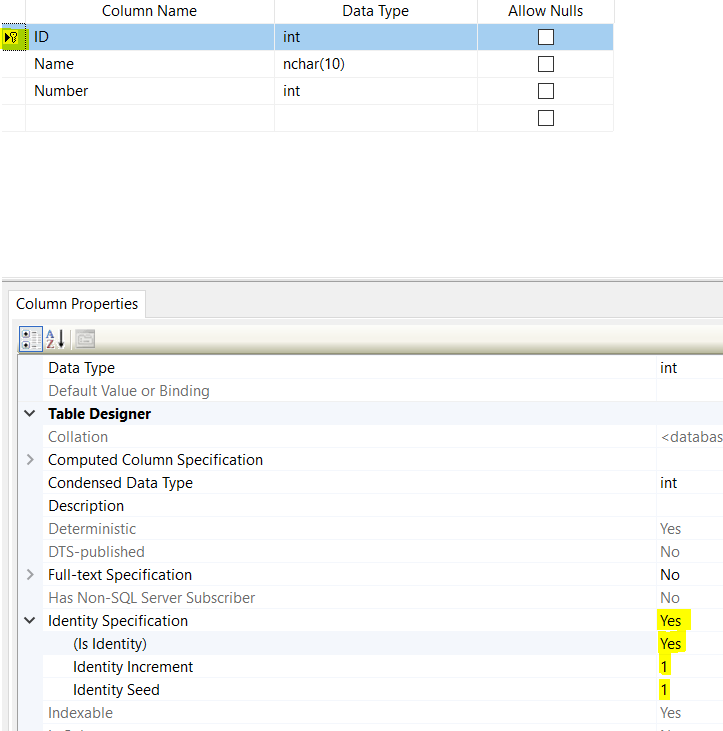 Column Name Data Type Allow Nulls
ID int
Name nchar(10)
Number int
Column Properties
Data Type int
Default Value or Binding
Table Designer
Collation <databas
Computed Column Specification
Condensed Data Type int
Description
Deterministic Yes
DTS-published No
Full-text Specification No
Has Non-SQL Server Subscriber No
Identity Specification Yes
(Is Identity) Yes
Identity Increment 1
Identity Seed 1
Indexable Yes